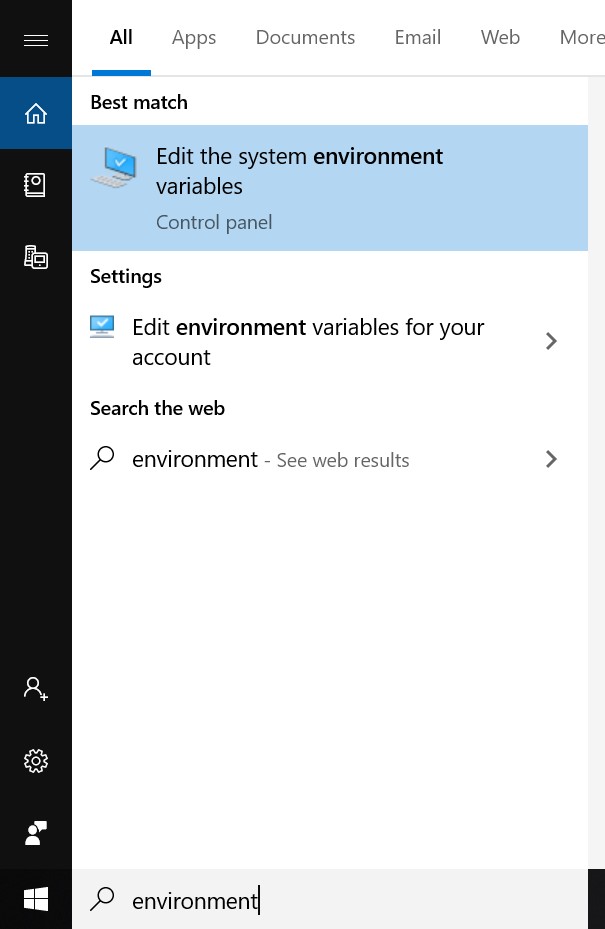 All Apps Documents Email Web More
Best match
Edit the system environment
variables
Control panel
Settings
Edit environment variables for your
account
Search the web
environment - See web results
environment